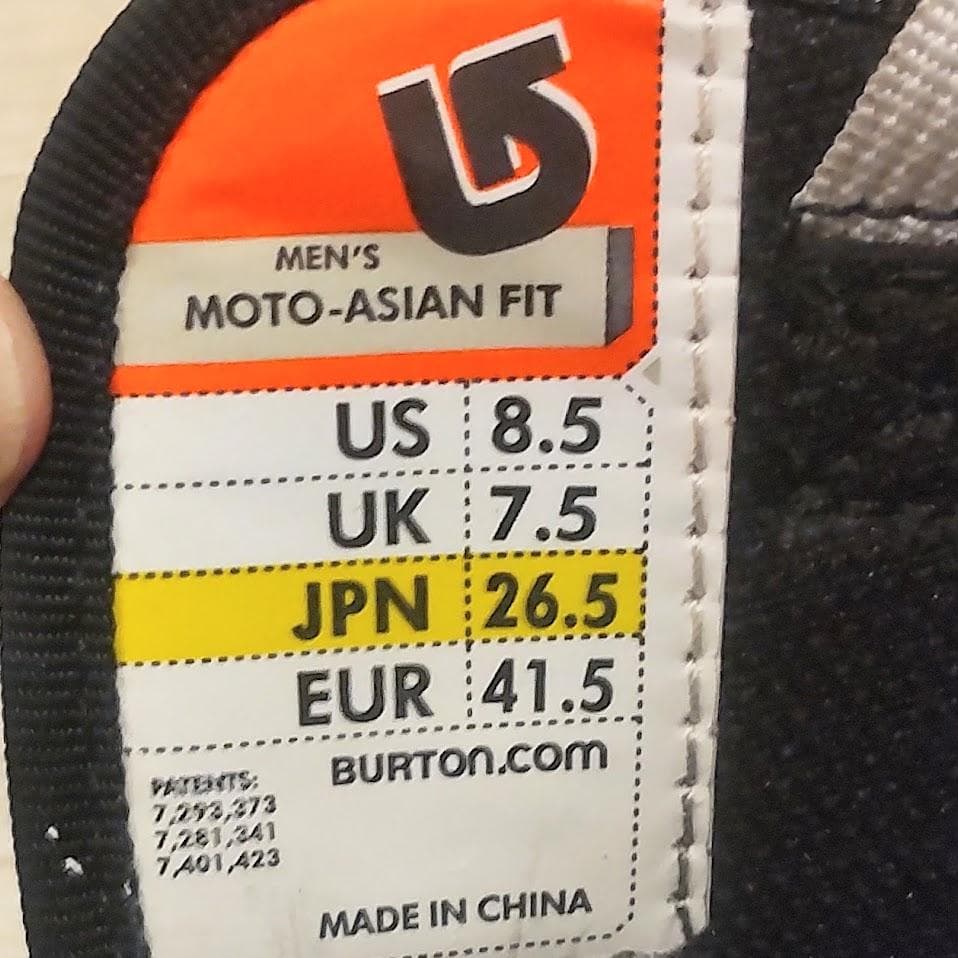 MEN'S
MOTO-ASIAN FIT
US 8.5
UK 7.5
JPN 26.5
EUR 41.5
BURTON.COM
PATENTS:
7,293,373
7,281,341
7,401,423
MADE IN CHINA